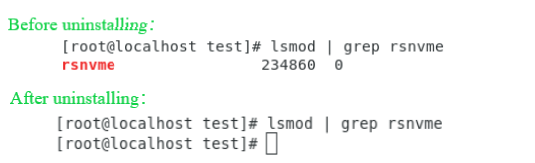 Before uninstalling：
[root@localhost test]# lsmod | grep rsnvme
rsnvme 234860 0
After uninstalling：
[root@localhost test]# lsmod | grep rsnvme
[root@localhost test]#